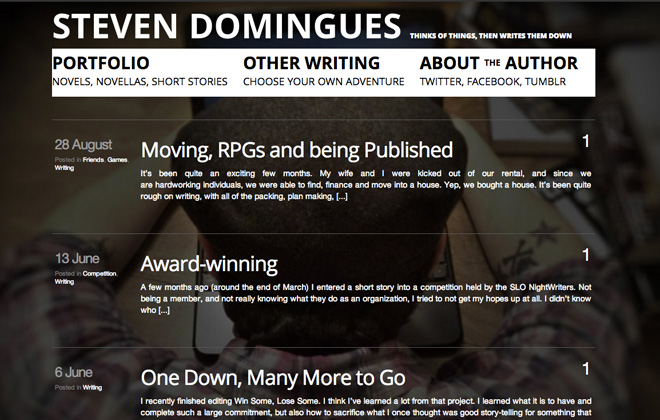 STEVEN DOMINGUES THINKS OF THINGS, THEN WRITES THEM DOWN
PORTFOLIO
NOVELS, NOVELLAS, SHORT STORIES
OTHER WRITING
CHOOSE YOUR OWN ADVENTURE
ABOUT THE AUTHOR
TWITTER, FACEBOOK, TUMBLR
28 August
Posted in Friends, Games,
Writing
Moving, RPGs and being Published
1
It's been quite an exciting few months. My wife and I were kicked out of our rental, and since we
are hardworking individuals, we were able to find, finance and move into a house. Yep, we bought a house. It's been quite
rough on writing, with all of the packing, plan making, [...]
13 June
Posted in Competition,
Writing
Award-winning
1
A few months ago (around the end of March) I entered a short story into a competition held by the SLO NightWriters. Not
being a member, and not really knowing what they do as an organization, I tried to not get my hopes up at all. I didn't know
who [...]
6 June
Posted in Writing
One Down, Many More to Go
1
I recently finished editing Win Some, Lose Some. I think I've learned a lot from that project. I learned what it is to have and
complete such a large commitment, but also how to sacrifice what I once thought was good story-telling for something that